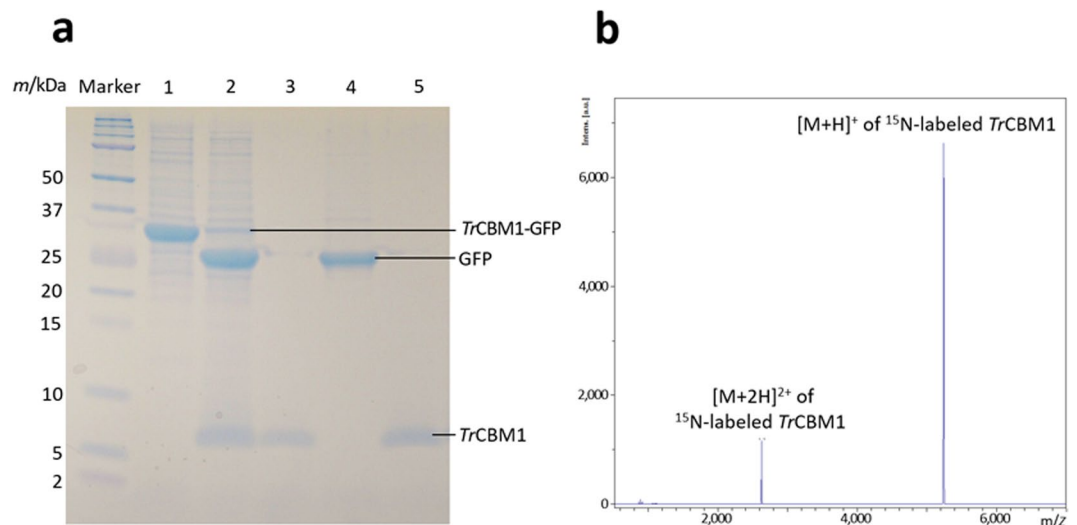 a
m/kDa Marker 1 2 3 4 5
50
37
TrCBM1-GFP
25
GFP
20
15
10
TrCBM1
5
2
b
Intens. [a.u.]
[M+H]+ of 15N-labeled TrCBM1
6,000
4,000
2,000
[M+2H]2+ of
15N-labeled TrCBM1
0
2,000 4,000 6,000 m/z